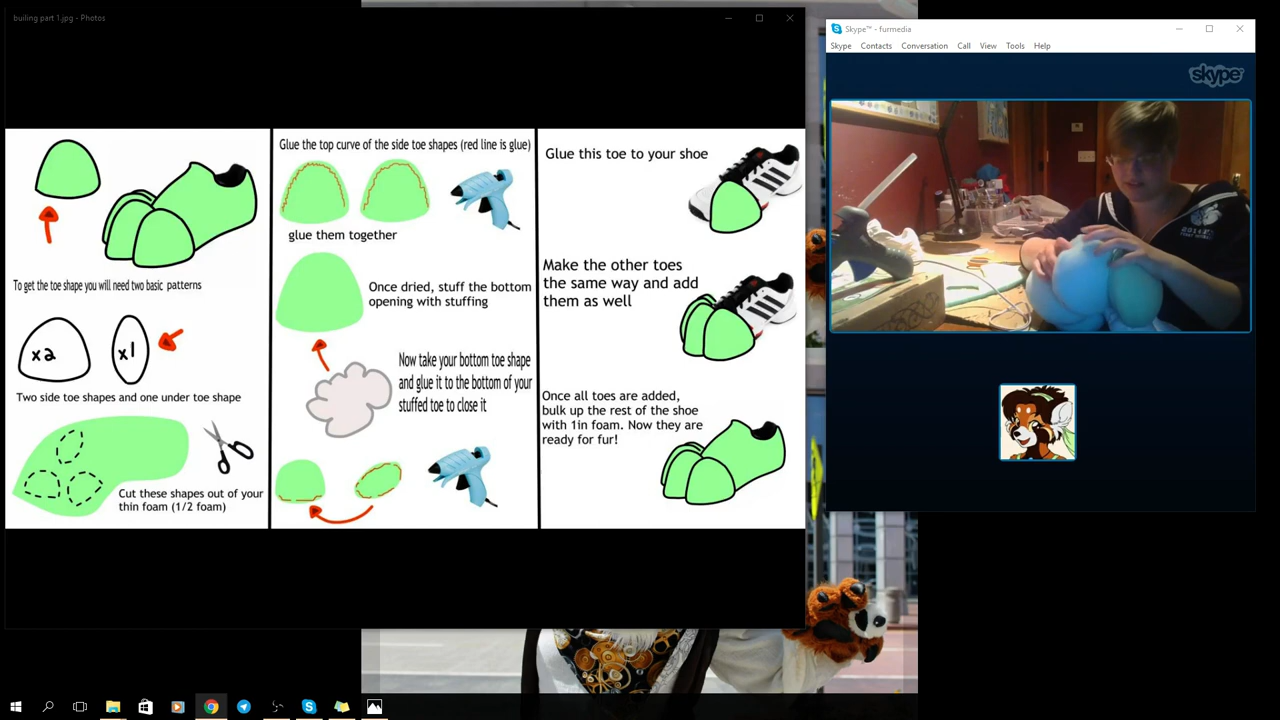 builing part 1.jpg - Photos
To get the toe shape you will need two basic patterns
x2
x1
Two side toe shapes and one under toe shape
Cut these shapes out of your
thin foam (1/2 foam)
Glue the top curve of the side toe shapes (red line is glue)
glue them together
Once dried, stuff the bottom
opening with stuffing
Now take your bottom toe shape
and glue it to the bottom of your
stuffed toe to close it
Glue this toe to your shoe
Make the other toes
the same way and add
them as well
Once all toes are added,
bulk up the rest of the shoe
with 1in foam. Now they are
ready for fur!
Skype™ - furmedia
Skype Contacts Conversation Call View Tools Help
skype